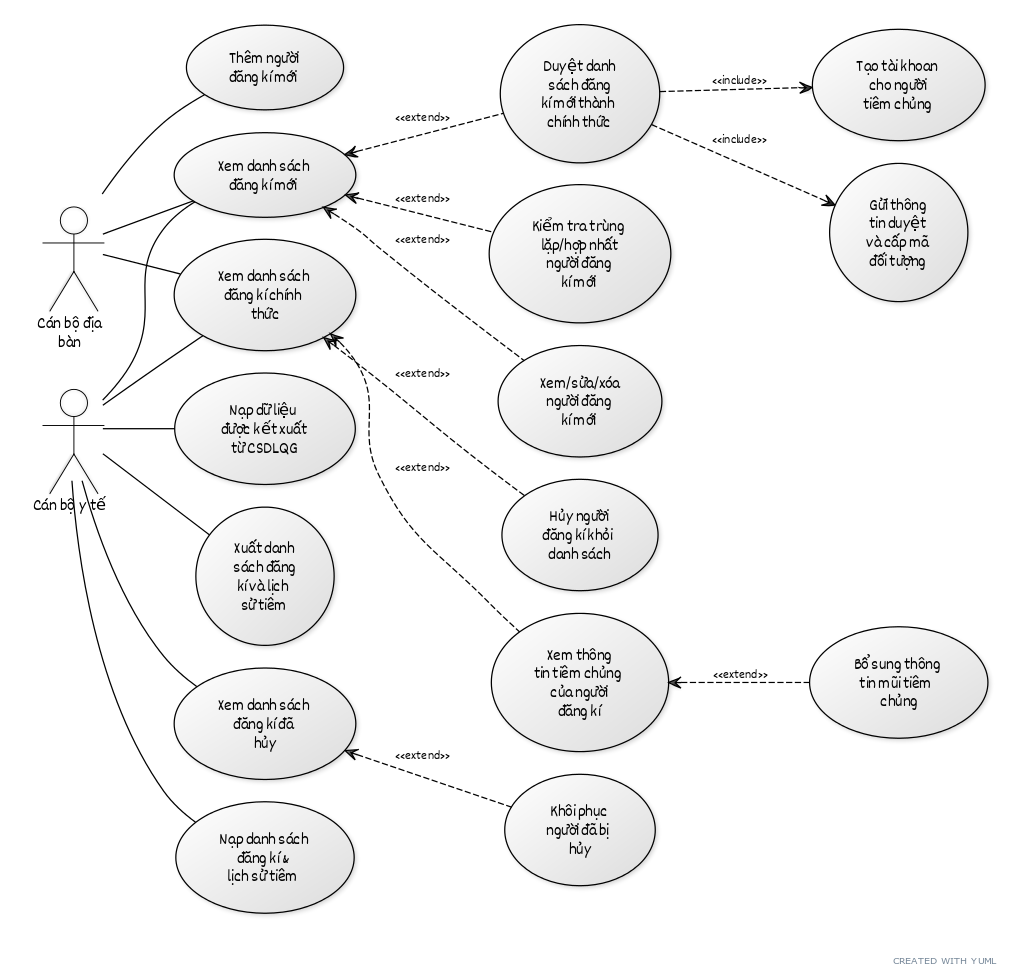 Thêm người
đăng kí mới
Duyệt danh
sách đăng
kí mới thành
chính thức
<<include>>
Tạo tài khoan
cho người
tiêm chủng
<<extend>>
<<include>>
Xem danh sách
đăng kí mới
<<extend>>
<<extend>>
Kiểm tra trùng
lặp/hợp nhất
người đăng
kí mới
Gửi thông
tin duyệt
và cấp mã
đối tượng
Cán bộ địa
bàn
Xem danh sách
đăng kí chính
thức
<<extend>>
Xem/sửa/xóa
người đăng
kí mới
Cán bộ y tế
Nạp dữ liệu
được kết xuất
từ CSDLQG
<<extend>>
Hủy người
đăng kí khỏi
danh sách
Xuất danh
sách đăng
kí và lịch
sử tiêm
Xem thông
tin tiêm chủng
của người
đăng kí
<<extend>>
Bổ sung thông
tin mũi tiêm
chủng
Xem danh sách
đăng kí đã
hủy
<<extend>>
Khôi phục
người đã bị
hủy
Nạp danh sách
đăng kí &
lịch sử tiêm
CREATED WITH YUML